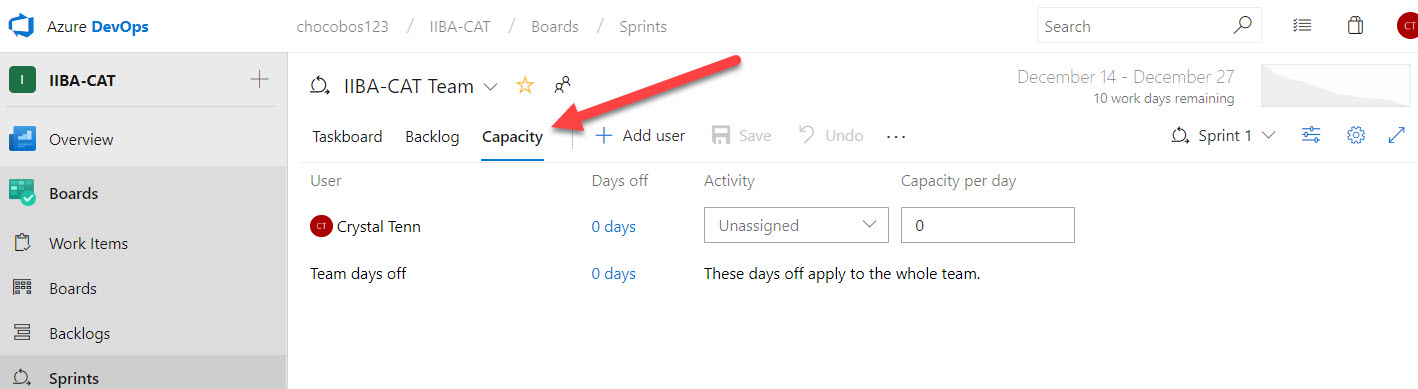 Azure DevOps
chocobos123 / IIBA-CAT / Boards / Sprints
Search
CT
I IIBA-CAT
Overview
Boards
Work Items
Boards
Backlogs
Sprints
IIBA-CAT Team
December 14 - December 27
10 work days remaining
Taskboard Backlog Capacity Add user Save Undo ... Sprint 1
User Days off Activity Capacity per day
CT Crystal Tenn 0 days Unassigned 0
Team days off 0 days These days off apply to the whole team.